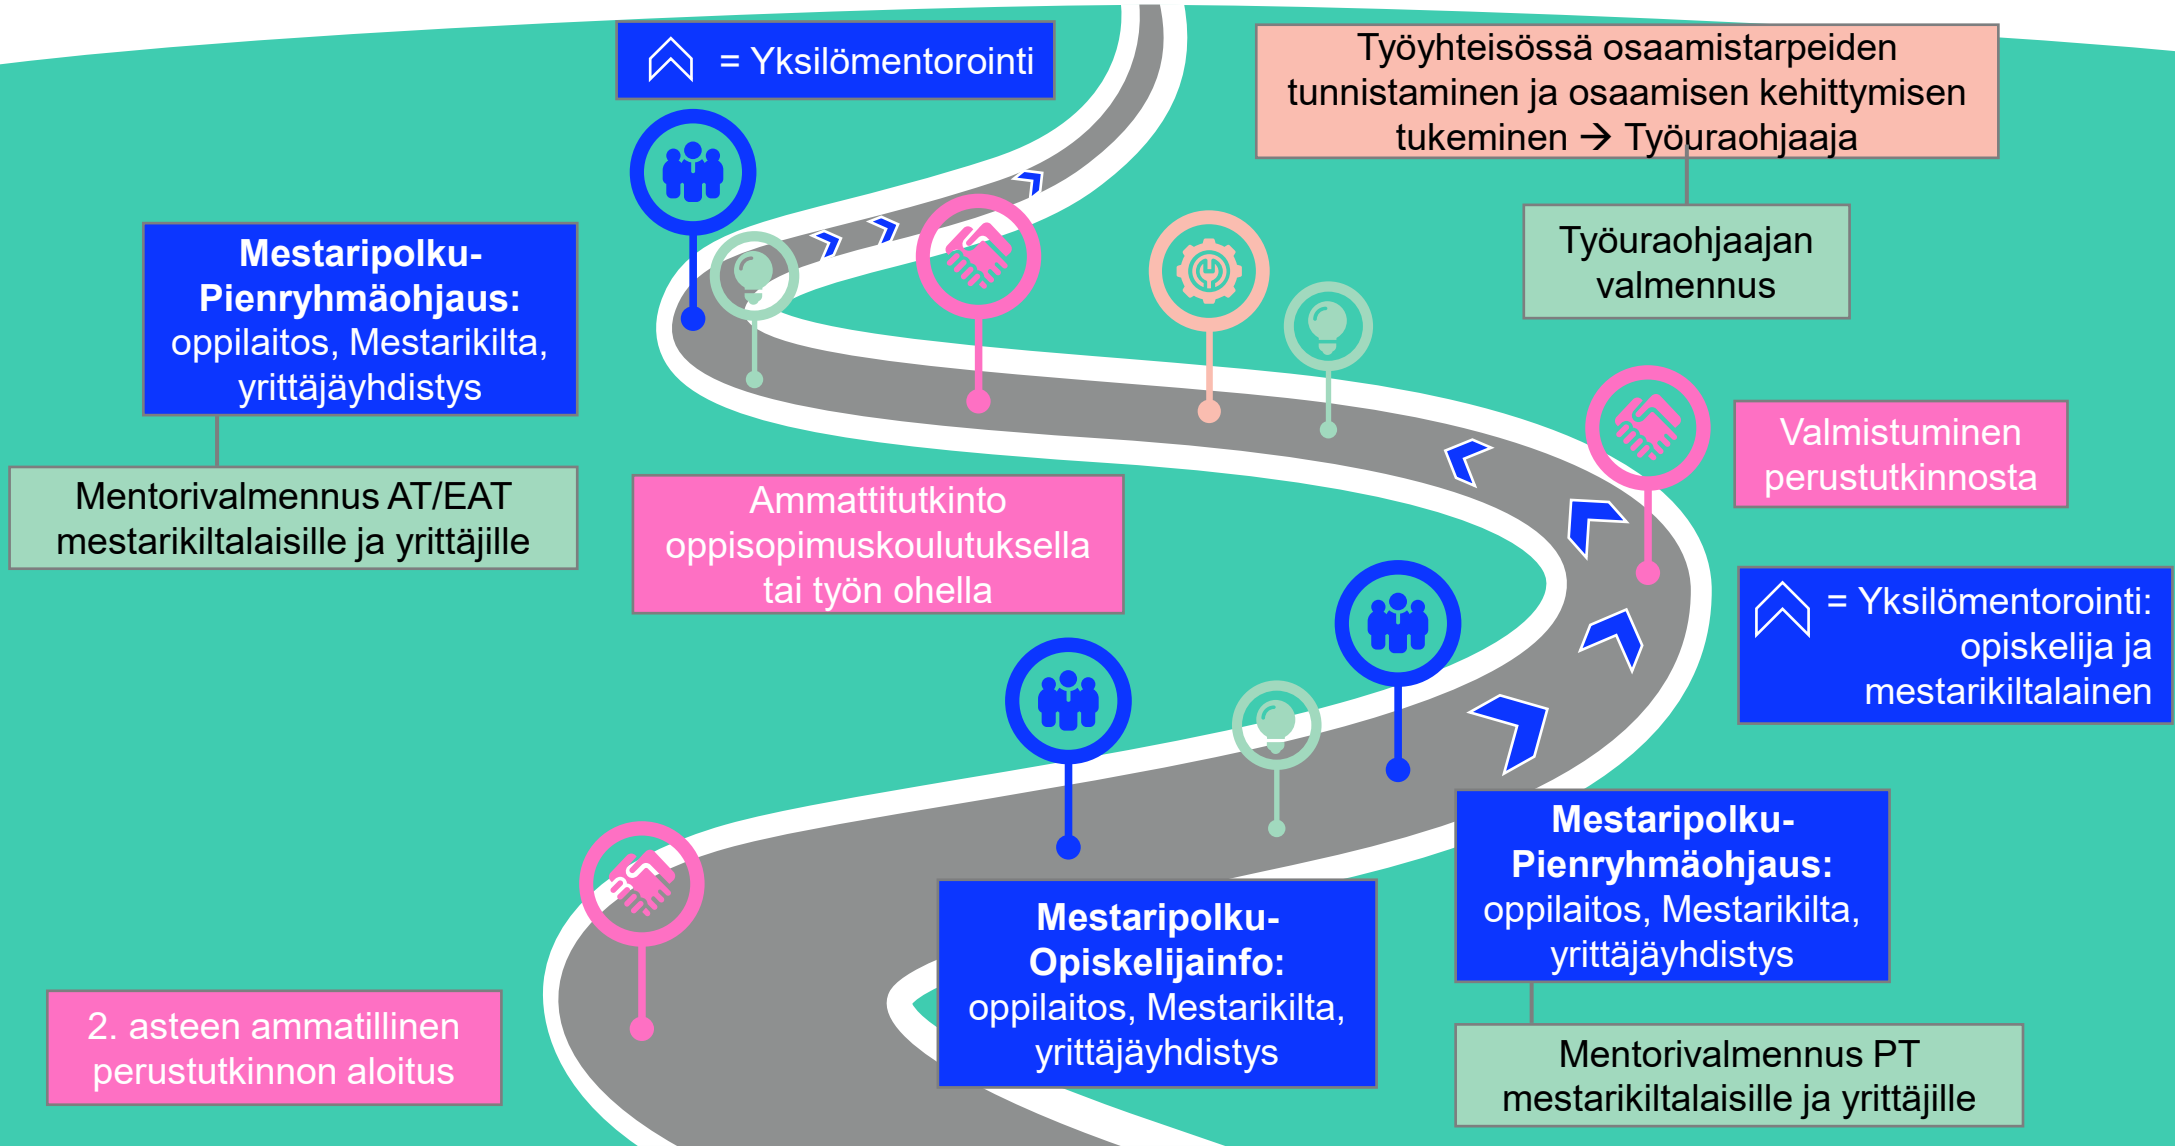 = Yksilömentorointi
Työyhteisössä osaamistarpeiden
tunnistaminen ja osaamisen kehittymisen
tukeminen → Työuraohjaaja
Työuraohjaajan
valmennus
Mestaripolku-
Pienryhmäohjaus:
oppilaitos, Mestarikilta,
yrittäjäyhdistys
Mentorivalmennus AT/EAT
mestarikiltalaisille ja yrittäjille
Ammattitutkinto
oppisopimuskoulutuksella
tai työn ohella
Valmistuminen
perustutkinnosta
= Yksilömentorointi:
opiskelija ja
mestarikiltalainen
Mestaripolku-
Pienryhmäohjaus:
oppilaitos, Mestarikilta,
yrittäjäyhdistys
Mentorivalmennus PT
mestarikiltalaisille ja yrittäjille
Mestaripolku-
Opiskelijainfo:
oppilaitos, Mestarikilta,
yrittäjäyhdistys
2. asteen ammatillinen
perustutkinnon aloitus